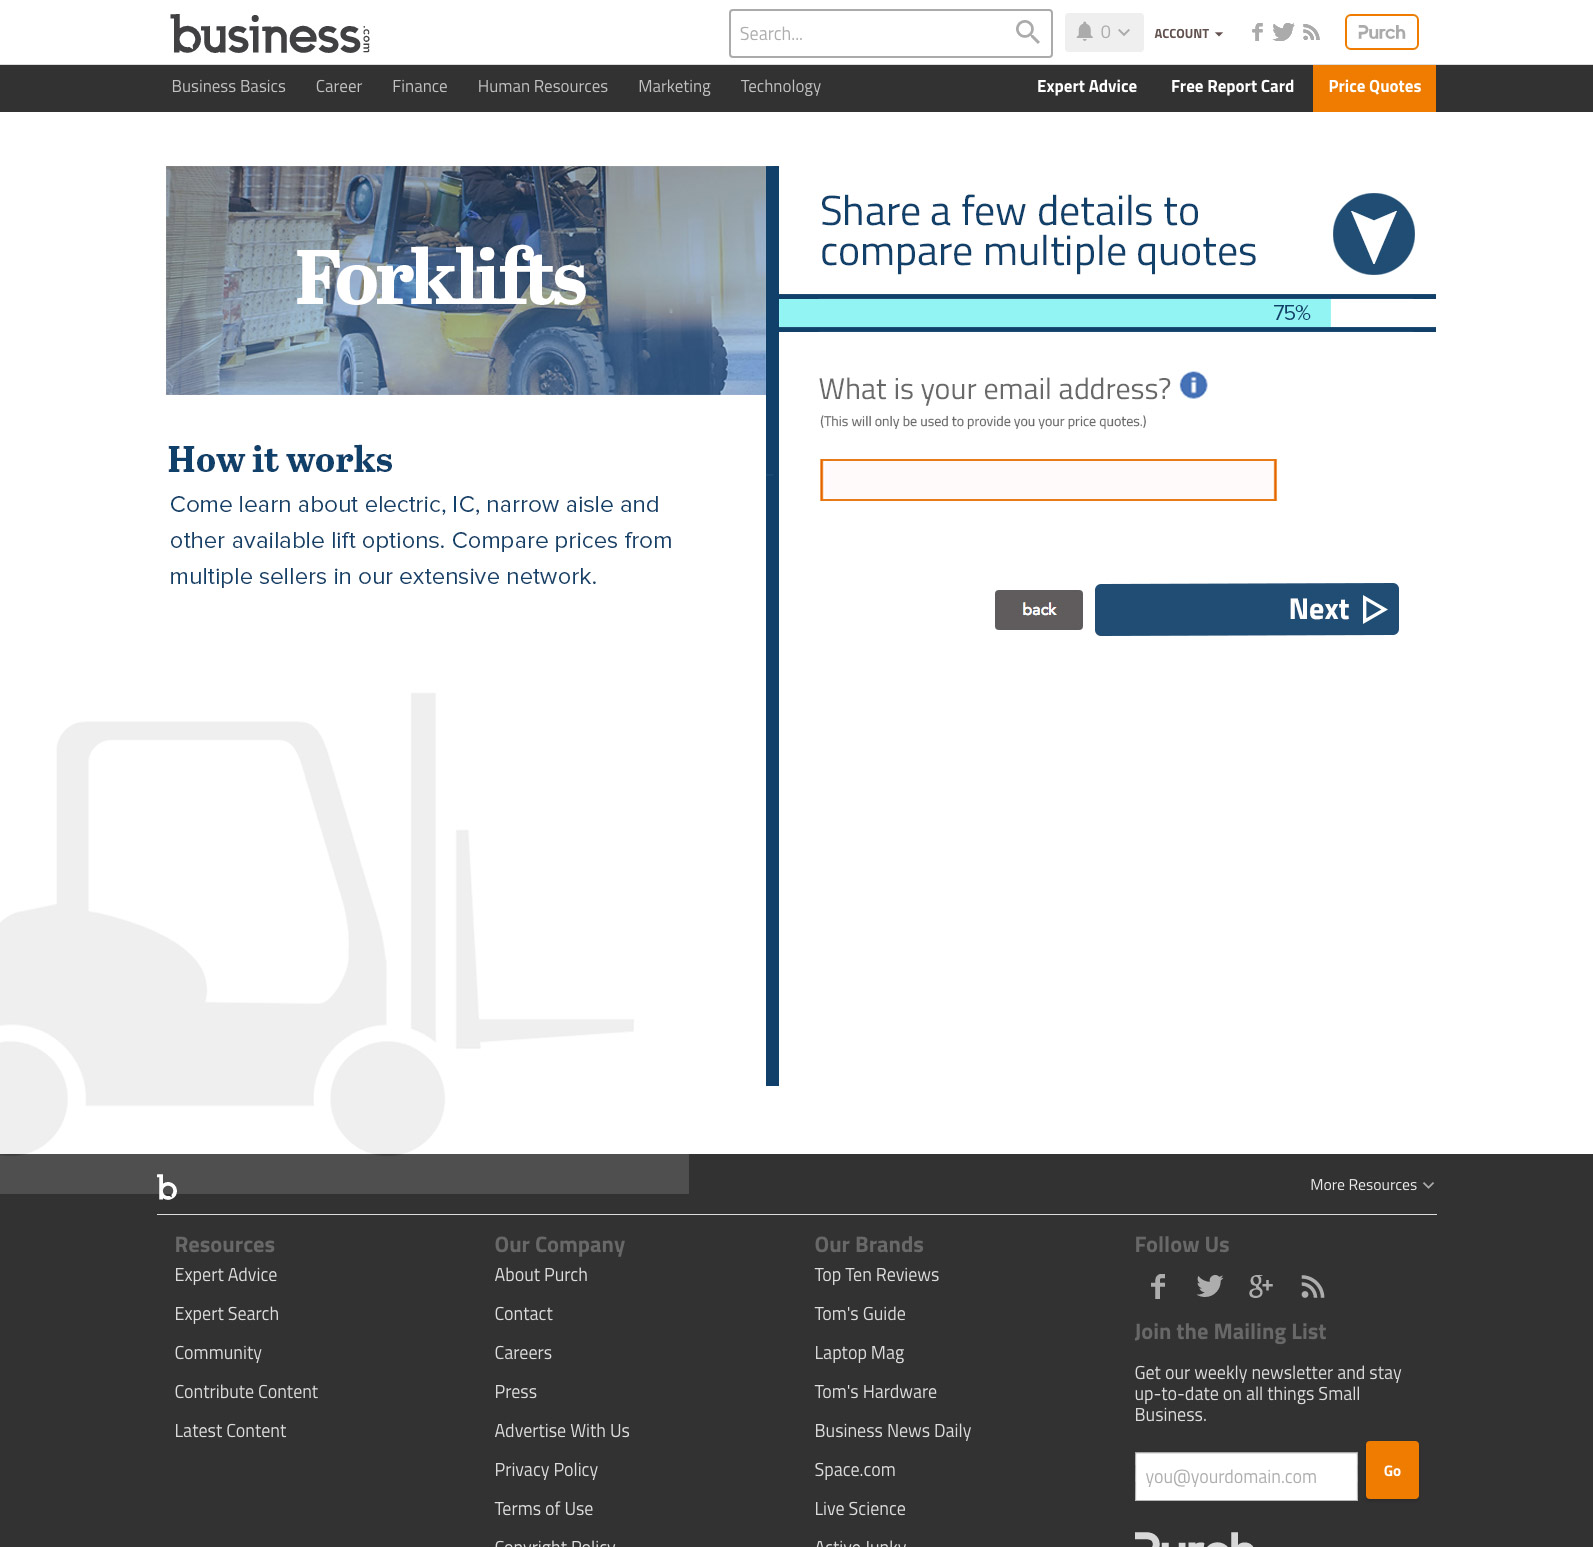 business.com
Search...
0
ACCOUNT
Purch
Business Basics
Career
Finance
Human Resources
Marketing
Technology
Expert Advice
Free Report Card
Price Quotes
Forklifts
How it works
Come learn about electric, IC, narrow aisle and
other available lift options. Compare prices from
multiple sellers in our extensive network.
Share a few details to
compare multiple quotes
75%
What is your email address?
(This will only be used to provide you your price quotes.)
back
Next
b
More Resources
Resources
Expert Advice
Expert Search
Community
Contribute Content
Latest Content
Our Company
About Purch
Contact
Careers
Press
Advertise With Us
Privacy Policy
Terms of Use
Copyright Policy
Our Brands
Top Ten Reviews
Tom's Guide
Laptop Mag
Tom's Hardware
Business News Daily
Space.com
Live Science
Active Junky
Follow Us
Join the Mailing List
Get our weekly newsletter and stay
up-to-date on all things Small
Business.
you@yourdomain.com
Go
Purch